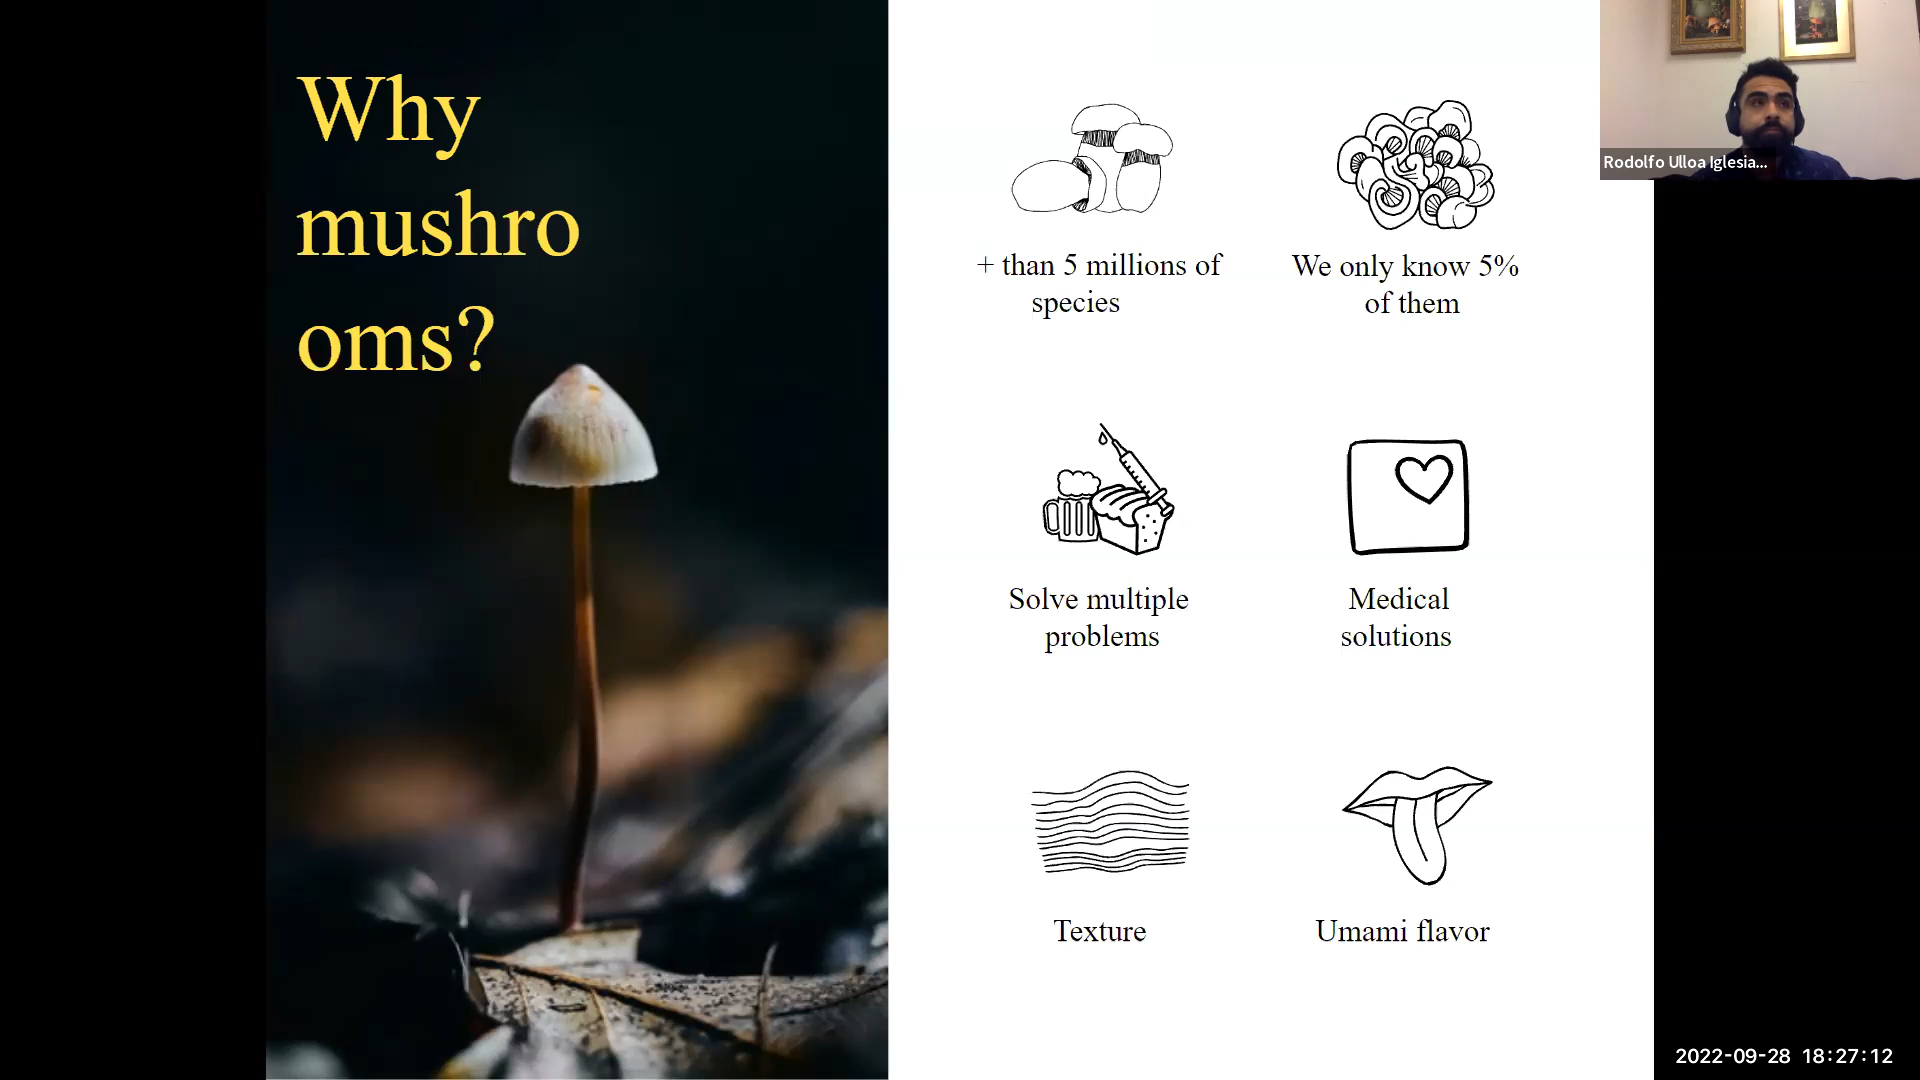 Why
mushro
oms?
+ than 5 millions of
species
We only know 5%
of them
Solve multiple
problems
Medical
solutions
Texture
Umami flavor
Rodolfo Ulloa Iglesia...
2022-09-28 18:27:12